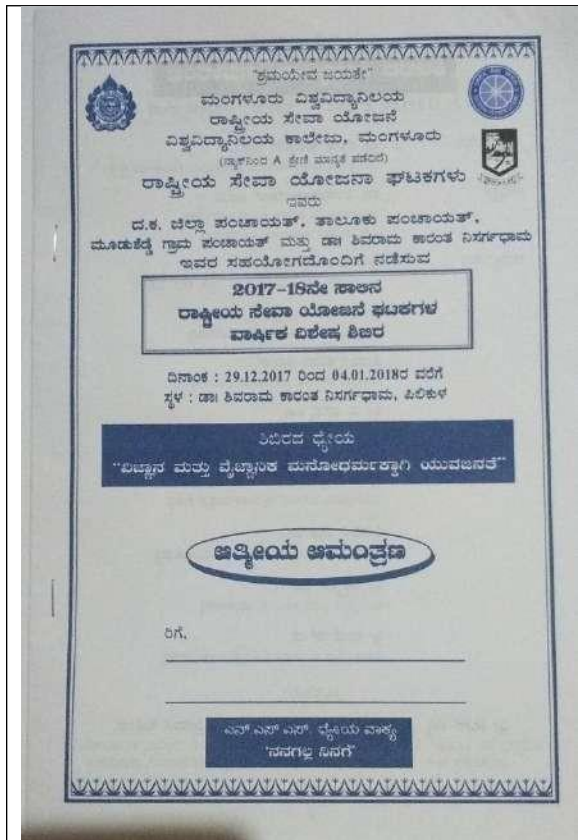 "ಶ್ರಮಯೇವ ಜಯತೇ"
ಮಂಗಳೂರು ವಿಶ್ವವಿದ್ಯಾನಿಲಯ
ರಾಷ್ಟ್ರೀಯ ಸೇವಾ ಯೋಜನೆ
ವಿಶ್ವವಿದ್ಯಾನಿಲಯ ಕಾಲೇಜು, ಮಂಗಳೂರು
(ನ್ಯಾಕ್‌ನಿಂದ A ಶ್ರೇಣಿ ಮಾನ್ಯತೆ ಪಡೆದಿದೆ)
ರಾಷ್ಟ್ರೀಯ ಸೇವಾ ಯೋಜನಾ ಘಟಕಗಳು
ಇವರು
ದ.ಕ. ಜಿಲ್ಲಾ ಪಂಚಾಯತ್, ತಾಲೂಕು ಪಂಚಾಯತ್,
ಮೂಡುಶೆಡ್ಡೆ ಗ್ರಾಮ ಪಂಚಾಯತ್ ಮತ್ತು ಡಾ| ಶಿವರಾಮ ಕಾರಂತ ನಿಸರ್ಗಧಾಮ
ಇವರ ಸಹಯೋಗದೊಂದಿಗೆ ನಡೆಸುವ
2017-18ನೇ ಸಾಲಿನ
ರಾಷ್ಟ್ರೀಯ ಸೇವಾ ಯೋಜನೆ ಘಟಕಗಳ
ವಾರ್ಷಿಕ ವಿಶೇಷ ಶಿಬಿರ
ದಿನಾಂಕ : 29.12.2017 ರಿಂದ 04.01.2018ರ ವರೆಗೆ
ಸ್ಥಳ : ಡಾ| ಶಿವರಾಮ ಕಾರಂತ ನಿಸರ್ಗಧಾಮ, ಪಿಲಿಕುಳ
ಶಿಬಿರದ ಧ್ಯೇಯ
"ವಿಜ್ಞಾನ ಮತ್ತು ವೈಜ್ಞಾನಿಕ ಮನೋಧರ್ಮಕ್ಕಾಗಿ ಯುವಜನತೆ"
ಆತ್ಮೀಯ ಆಮಂತ್ರಣ
ರಿಗೆ,
ಎನ್ ಎಸ್ ಎಸ್. ಧ್ಯೇಯ ವಾಕ್ಯ
'ನನಗಲ್ಲ ನಿನಗೆ'